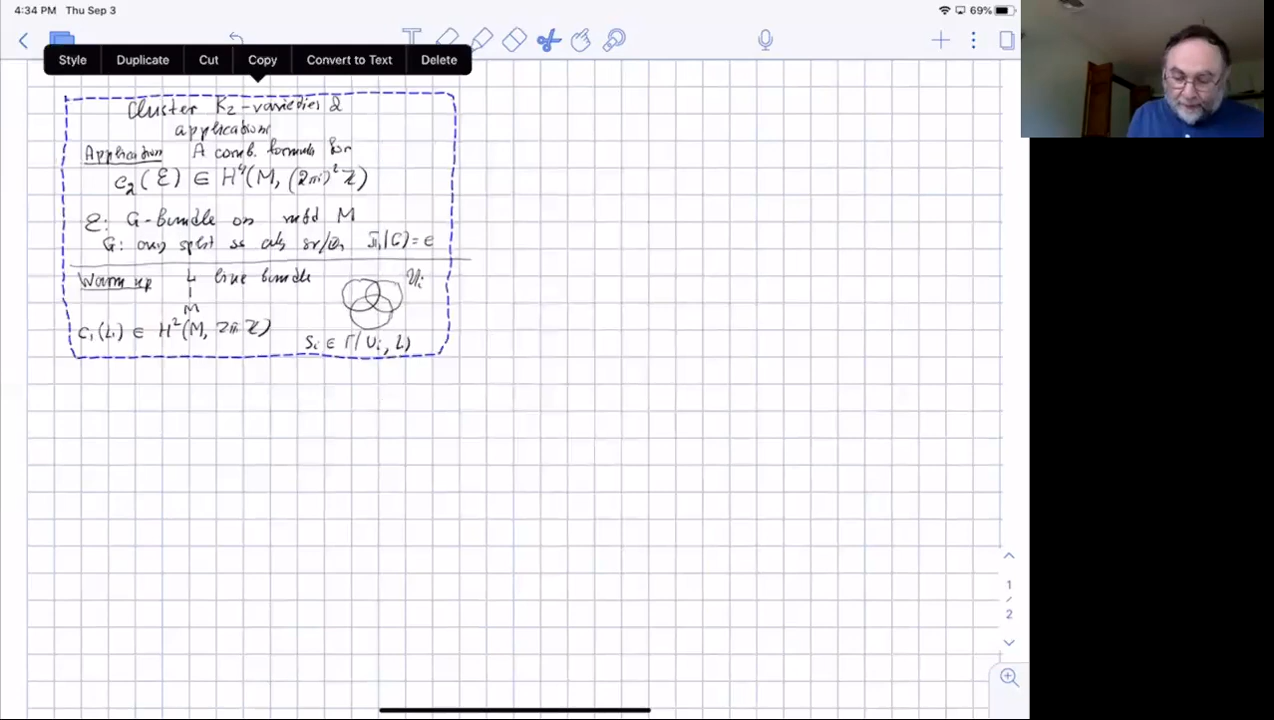 4:34 PM Thu Sep 3
69%
Style Duplicate Cut Copy Convert to Text Delete
Cluster K₂-varieties &
applications
Application A comb. formula for
c₂(ℰ) ∈ H⁴(M, (2πi)²ℤ)
ℰ: G-bundle on mfd M
G: any split ss alg gr/ℚ, π₁(G) = e
Warm up L line bundle
↓
M
𝒰ᵢ
c₁(L) ∈ H²(M, 2πi ℤ)
sᵢ ∈ Γ(Uᵢ, L)
1
/
2